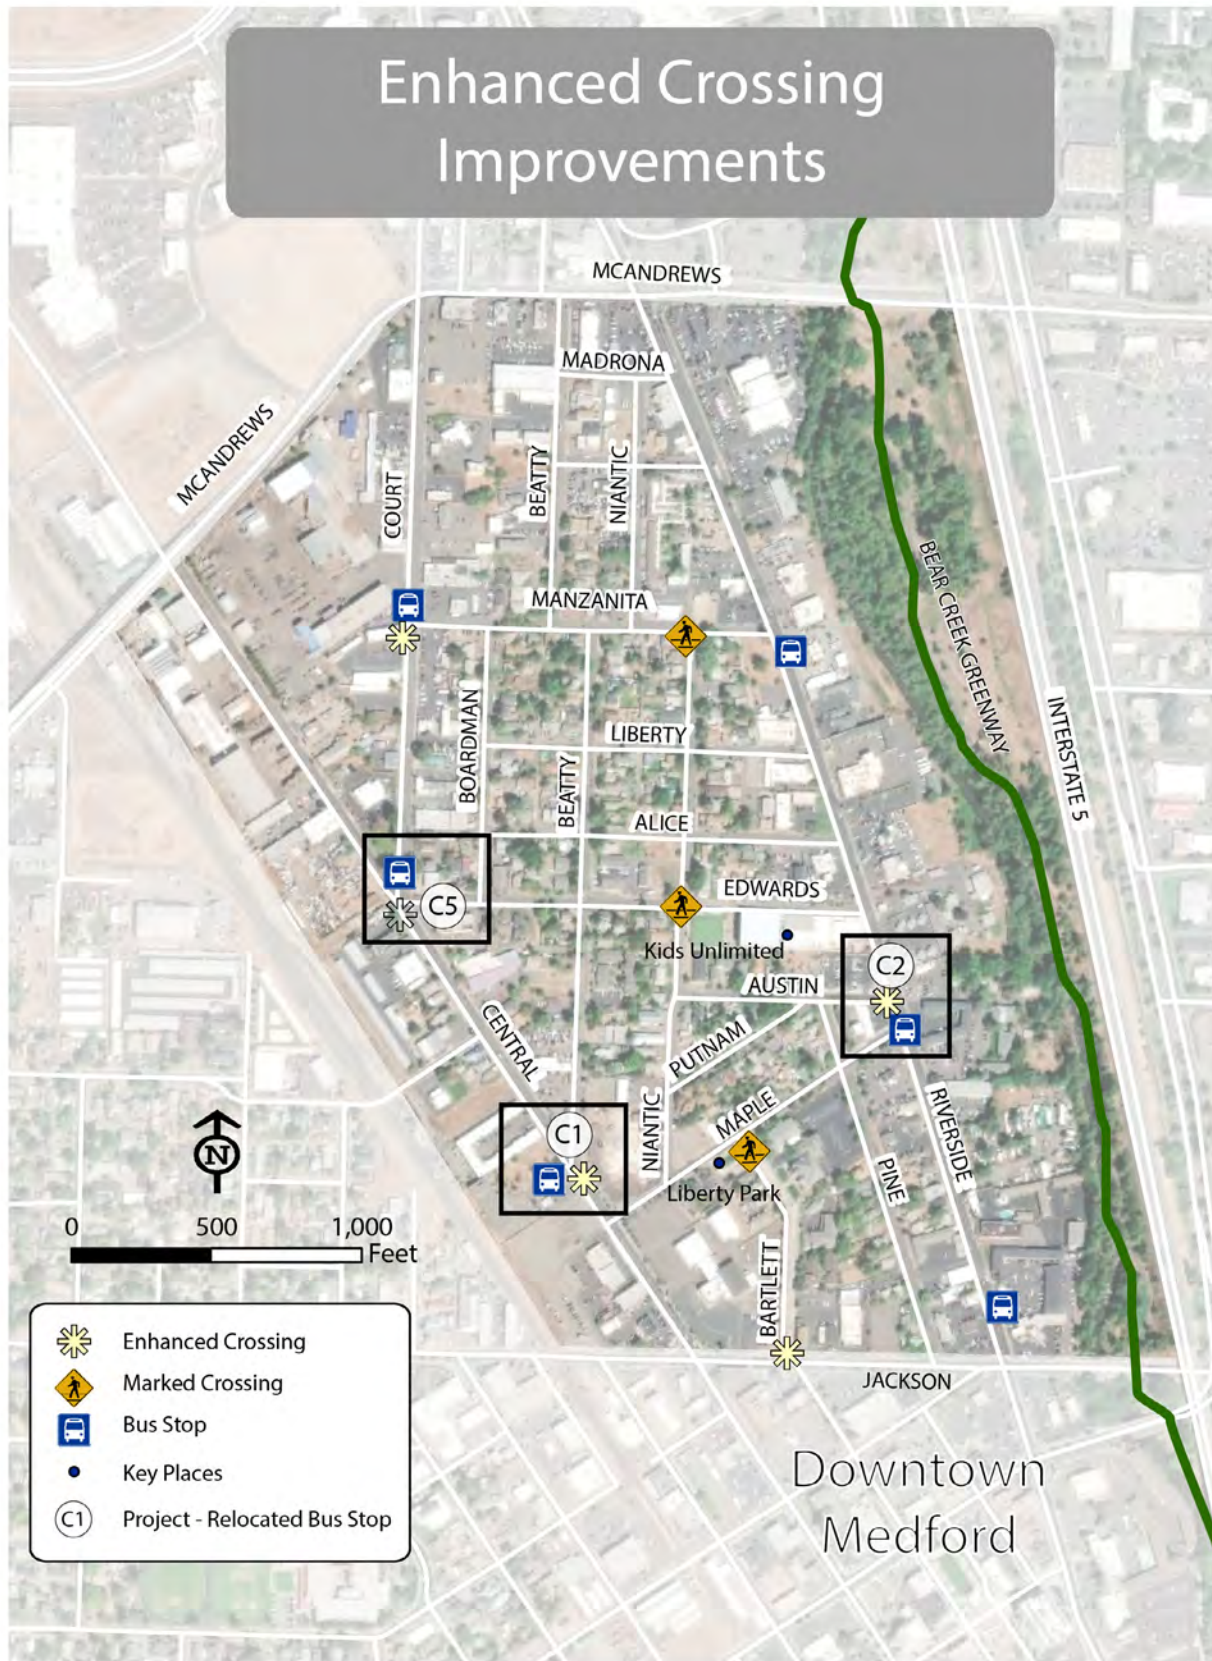 Enhanced Crossing
Improvements
MCANDREWS
MADRONA
MCANDREWS
COURT
BEATTY
NIANTIC
BEAR CREEK GREENWAY
MANZANITA
INTERSTATE 5
BOARDMAN
LIBERTY
BEATTY
ALICE
EDWARDS
C5
Kids Unlimited
C2
AUSTIN
CENTRAL
PUTNAM
NIANTIC
MAPLE
RIVERSIDE
C1
PINE
N
Liberty Park
0 500 1,000
Feet
BARTLETT
JACKSON
Enhanced Crossing
Marked Crossing
Bus Stop
Key Places
C1 Project - Relocated Bus Stop
Downtown
Medford